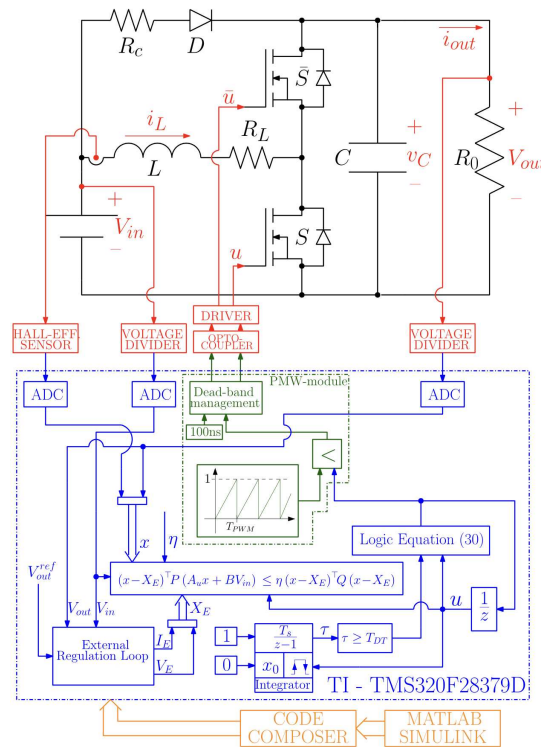 R_c
D
i_out
S̄
ū
i_L
R_L
+
+
L
C
v_C
R_0
V_out
+
−
−
V_in
S
−
u
DRIVER
HALL-EFF. SENSOR
VOLTAGE DIVIDER
OPTO-COUPLER
VOLTAGE DIVIDER
PMW-module
ADC
ADC
Dead-band management
ADC
100ns
<
1
T_PWM
x
η
Logic Equation (30)
V_out^ref
(x−X_E)^⊤P (A_u x + BV_in) ≤ η (x−X_E)^⊤Q (x−X_E)
V_out
V_in
X_E
u
1/z
External Regulation Loop
I_E
V_E
1
T_s/z−1
τ
τ ≥ T_DT
0
x_0
Integrator
TI - TMS320F28379D
CODE COMPOSER
MATLAB SIMULINK